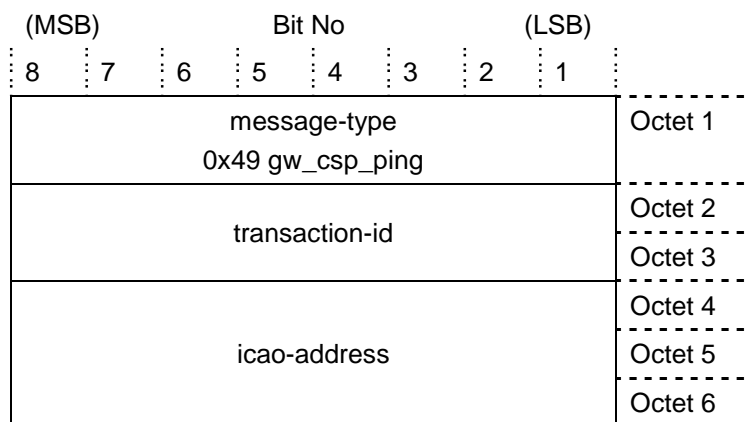 (MSB) Bit No (LSB)
8 7 6 5 4 3 2 1
message-type Octet 1
0x49 gw_csp_ping
Octet 2
transaction-id
Octet 3
Octet 4
icao-address Octet 5
Octet 6